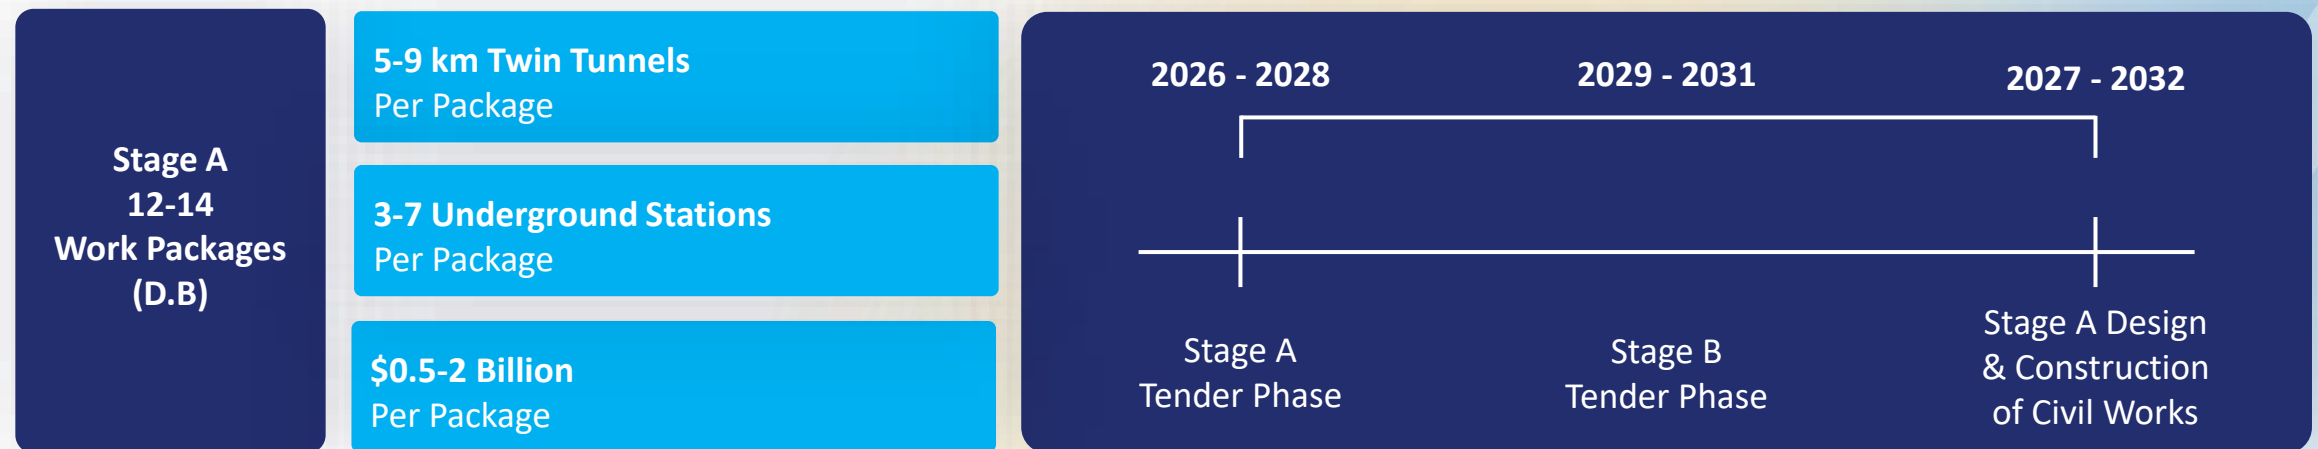 Stage A
12-14
Work Packages
(D.B)
5-9 km Twin Tunnels
Per Package
3-7 Underground Stations
Per Package
$0.5-2 Billion
Per Package
2026 - 2028
2029 - 2031
2027 - 2032
Stage A
Tender Phase
Stage B
Tender Phase
Stage A Design
& Construction
of Civil Works